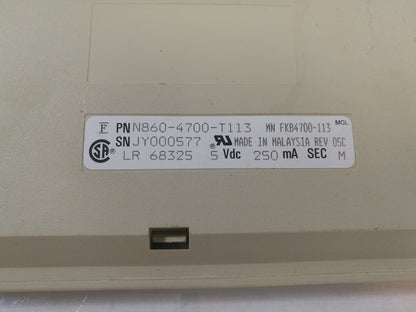 F PN N860-4700-T113 MN FKB4700-113 MGL
SN JY000577 MADE IN MALAYSIA REV 05C
LR 68325 5 Vdc 250 mA SEC M